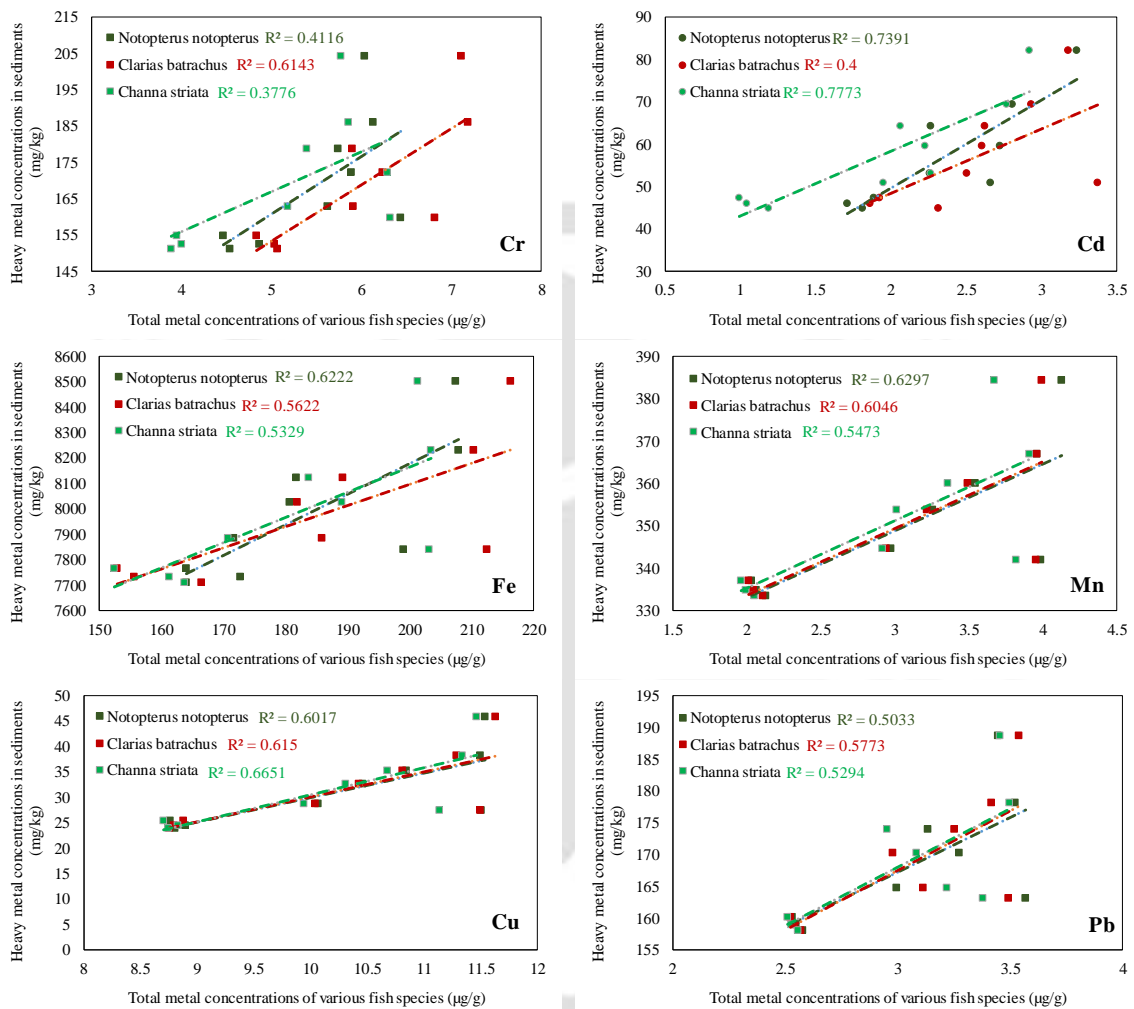 Heavy metal concentrations in sediments
(mg/kg)
215
205
195
185
175
165
155
145
Notopterus notopterus R² = 0.4116
Clarias batrachus R² = 0.6143
Channa striata R² = 0.3776
Cr
3 4 5 6 7 8
Total metal concentrations of various fish species (µg/g)
Heavy metal concentrations in sediments
(mg/kg)
90
80
70
60
50
40
30
Notopterus notopterus R² = 0.7391
Clarias batrachus R² = 0.4
Channa striata R² = 0.7773
Cd
0.5 1 1.5 2 2.5 3 3.5
Total metal concentrations of various fish species (µg/g)
Heavy metal concentrations in sediments
(mg/kg)
8600
8500
8400
8300
8200
8100
8000
7900
7800
7700
7600
Notopterus notopterus R² = 0.6222
Clarias batrachus R² = 0.5622
Channa striata R² = 0.5329
Fe
150 160 170 180 190 200 210 220
Total metal concentrations of various fish species (µg/g)
Heavy metal concentrations in sediments
(mg/kg)
390
380
370
360
350
340
330
Notopterus notopterus R² = 0.6297
Clarias batrachus R² = 0.6046
Channa striata R² = 0.5473
Mn
1.5 2 2.5 3 3.5 4 4.5
Total metal concentrations of various fish species (µg/g)
Heavy metal concentrations in sediments
(mg/kg)
50
45
40
35
30
25
20
15
10
5
0
Notopterus notopterus R² = 0.6017
Clarias batrachus R² = 0.615
Channa striata R² = 0.6651
Cu
8 9 9 10 10 11 11 12 12
Total metal concentrations of various fish species (µg/g)
Heavy metal concentrations in sediments
(mg/kg)
195
190
185
180
175
170
165
160
155
Notopterus notopterus R² = 0.5033
Clarias batrachus R² = 0.5773
Channa striata R² = 0.5294
Pb
2 2.5 3 3.5 4
Total metal concentrations of various fish species (µg/g)